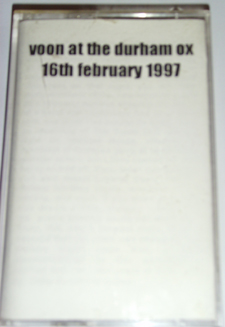 voon at the durham ox
16th february 1997